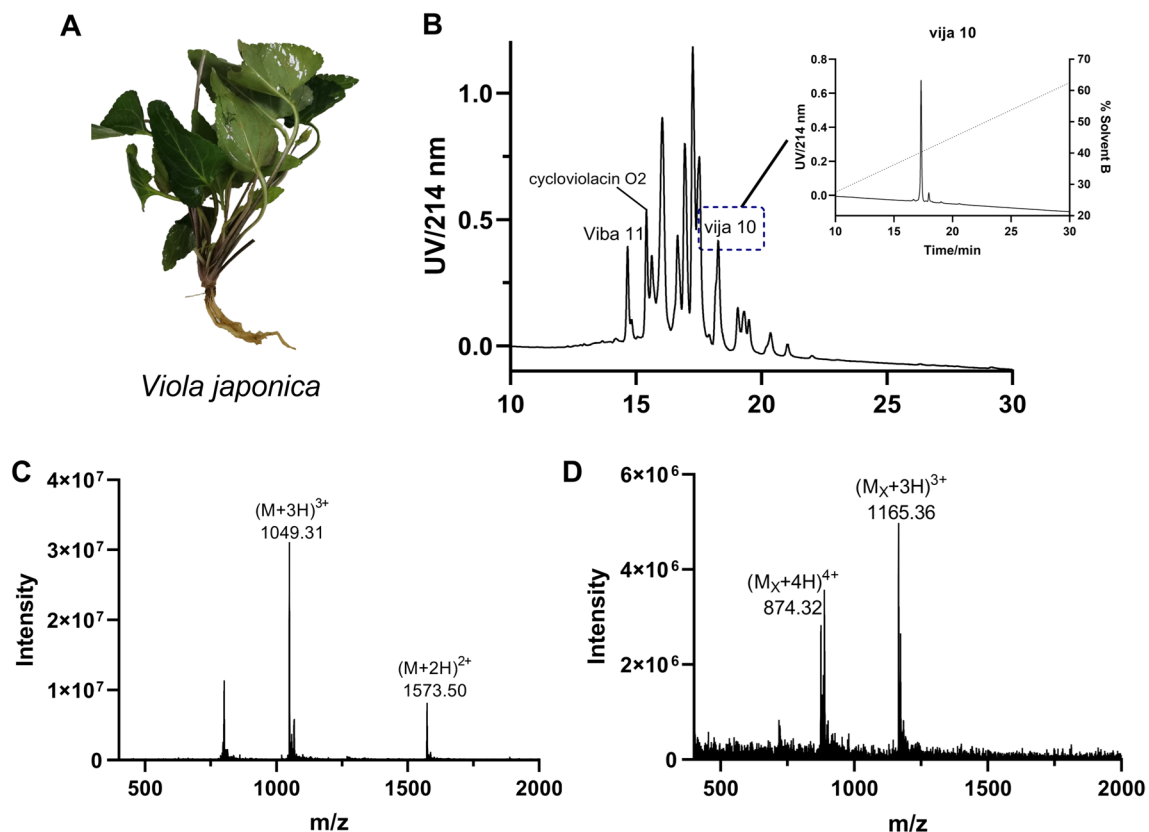 A
Viola japonica
B
UV/214 nm
1.0
0.5
0.0
10
15
20
25
30
cycloviolacin O2
Viba 11
vija 10
vija 10
UV/214 nm
0.8
0.6
0.4
0.2
0.0
10
15
20
25
30
Time/min
70
60
50
40
30
20
% Solvent B
C
Intensity
4×10⁷
3×10⁷
2×10⁷
1×10⁷
0
(M+3H)³⁺
1049.31
(M+2H)²⁺
1573.50
500
1000
1500
2000
m/z
D
Intensity
6×10⁶
4×10⁶
2×10⁶
0
(Mₓ+3H)³⁺
1165.36
(Mₓ+4H)⁴⁺
874.32
500
1000
1500
2000
m/z